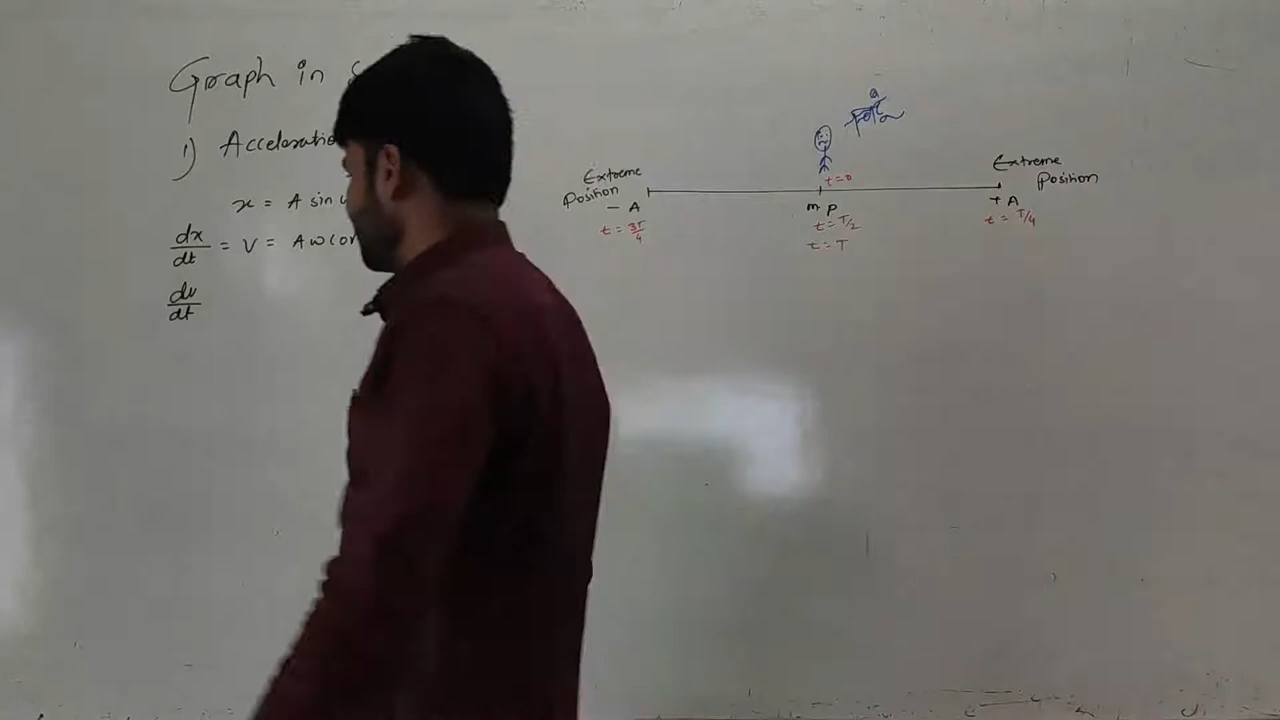 Graph in
1) Acceleratio
x = A sin
dx/dt = V = A ω cos
dv/dt
a
Extreme
Position
- A
t = 3T/4
t=0
m P
t = T/2
t = T
Extreme
Position
+ A
t = T/4